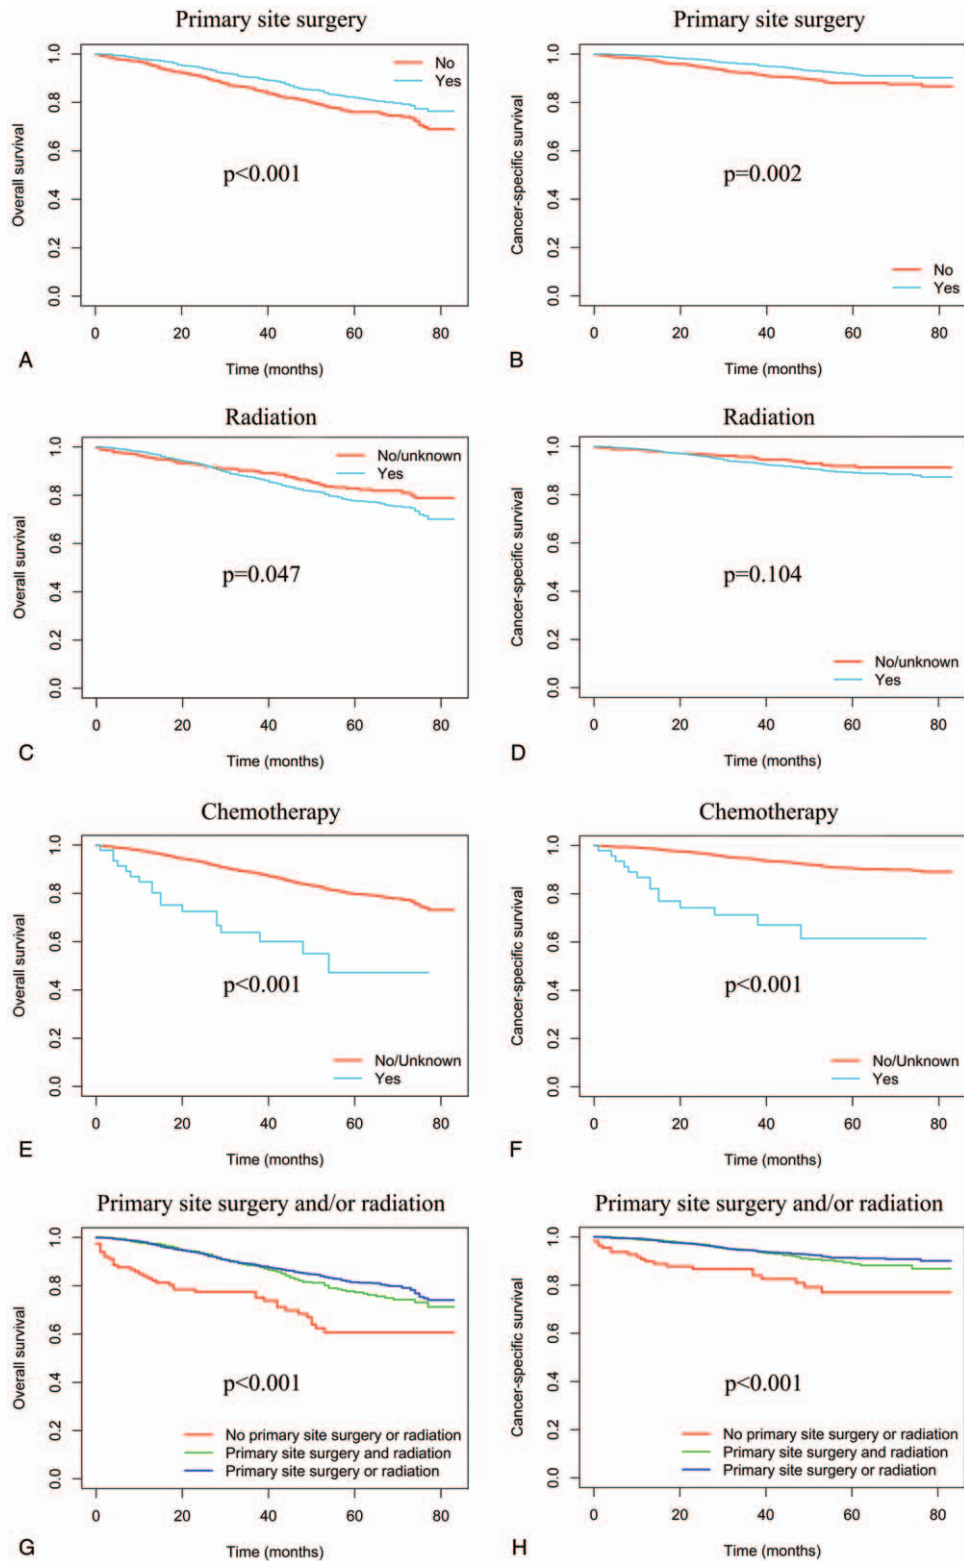 Primary site surgery
Overall survival
1.0
0.8
0.6
0.4
0.2
0.0
No
Yes
p<0.001
0 20 40 60 80
Time (months)
A
Primary site surgery
Cancer-specific survival
1.0
0.8
0.6
0.4
0.2
0.0
p=0.002
No
Yes
0 20 40 60 80
Time (months)
B
Radiation
Overall survival
1.0
0.8
0.6
0.4
0.2
0.0
No/unknown
Yes
p=0.047
0 20 40 60 80
Time (months)
C
Radiation
Cancer-specific survival
1.0
0.8
0.6
0.4
0.2
0.0
p=0.104
No/unknown
Yes
0 20 40 60 80
Time (months)
D
Chemotherapy
Overall survival
1.0
0.8
0.6
0.4
0.2
0.0
p<0.001
No/Unknown
Yes
0 20 40 60 80
Time (months)
E
Chemotherapy
Cancer-specific survival
1.0
0.8
0.6
0.4
0.2
0.0
p<0.001
No/Unknown
Yes
0 20 40 60 80
Time (months)
F
Primary site surgery and/or radiation
Overall survival
1.0
0.8
0.6
0.4
0.2
0.0
p<0.001
No primary site surgery or radiation
Primary site surgery and radiation
Primary site surgery or radiation
0 20 40 60 80
Time (months)
G
Primary site surgery and/or radiation
Cancer-specific survival
1.0
0.8
0.6
0.4
0.2
0.0
p<0.001
No primary site surgery or radiation
Primary site surgery and radiation
Primary site surgery or radiation
0 20 40 60 80
Time (months)
H